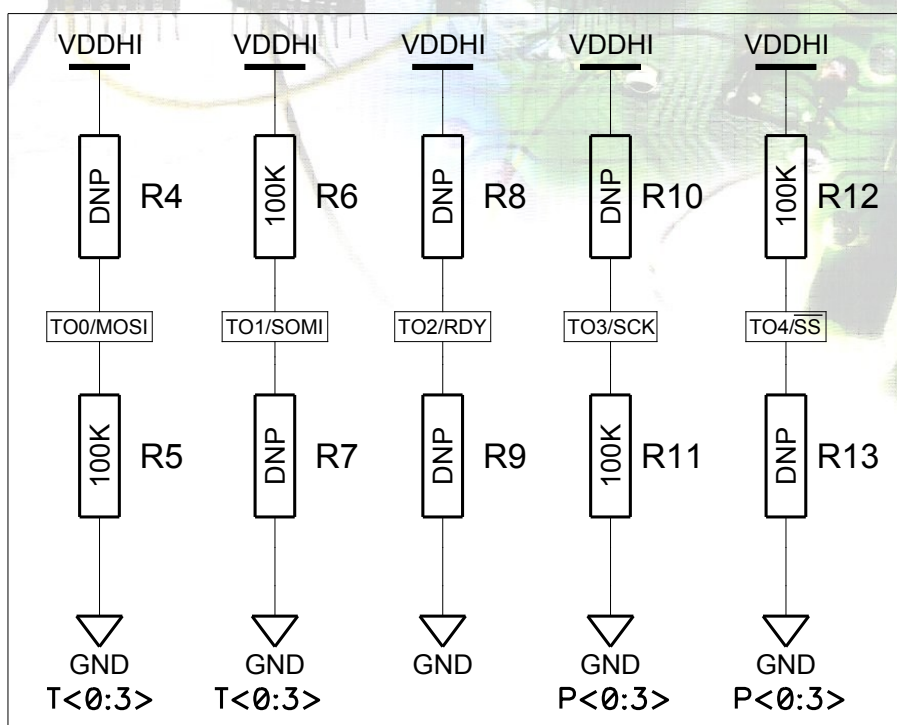 VDDHI VDDHI VDDHI VDDHI VDDHI
DNP R4 100K R6 DNP R8 DNP R10 100K R12
TO0/MOSI TO1/SOMI TO2/RDY TO3/SCK TO4/S̅S̅
100K R5 DNP R7 DNP R9 100K R11 DNP R13
GND GND GND GND GND
T<0:3> T<0:3> P<0:3> P<0:3>